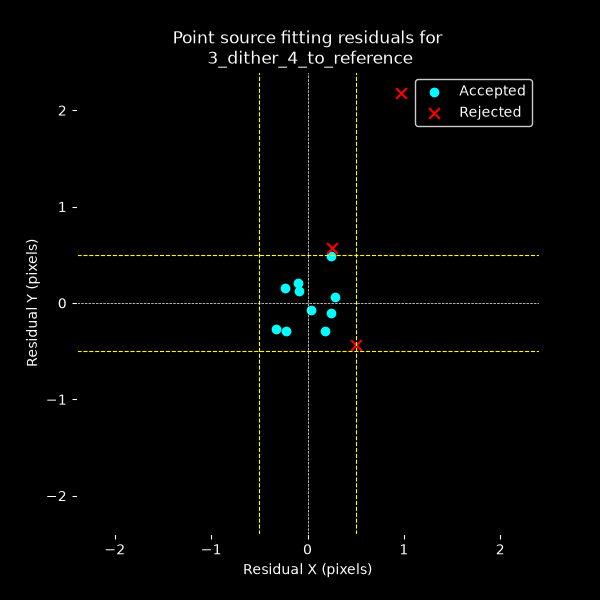 Point source fitting residuals for
3_dither_4_to_reference
Accepted
Rejected
2
1
0
−1
−2
Residual Y (pixels)
−2
−1
0
1
2
Residual X (pixels)